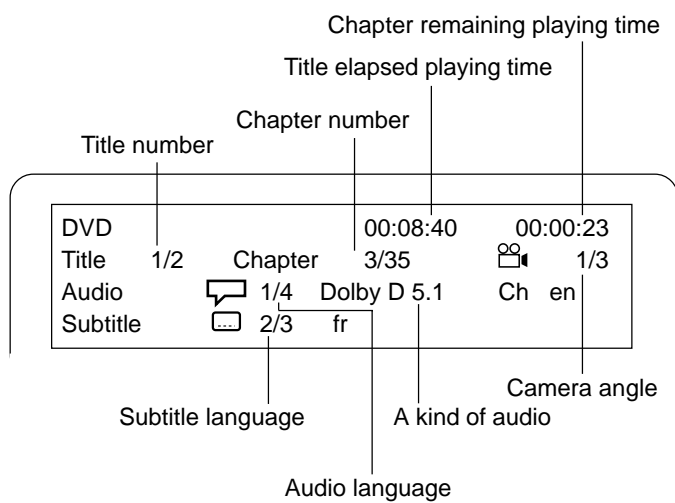 Chapter remaining playing time
Title elapsed playing time
Chapter number
Title number
DVD 00:08:40 00:00:23
Title 1/2 Chapter 3/35 1/3
Audio 1/4 Dolby D 5.1 Ch en
Subtitle 2/3 fr
Camera angle
Subtitle language A kind of audio
Audio language